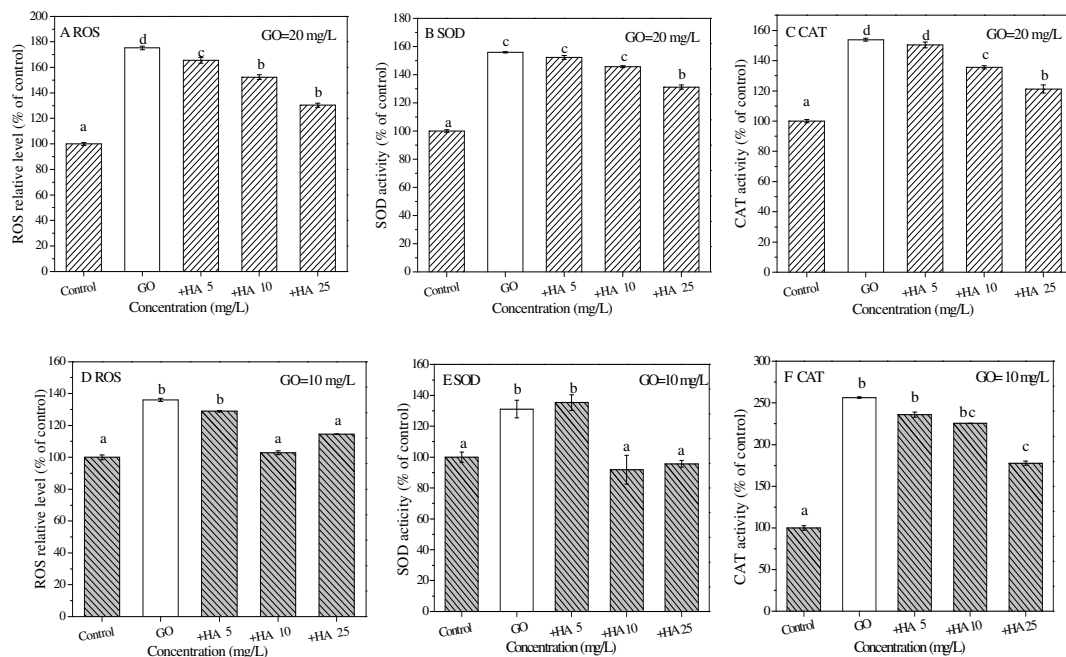 A ROS
GO=20 mg/L
ROS relative level (% of control)
200
180
160
140
120
100
80
60
40
20
0
a
d
c
b
b
Control
GO
+HA 5
+HA 10
+HA 25
Concentration (mg/L)
B SOD
GO=20 mg/L
SOD activity (% of control)
180
160
140
120
100
80
60
40
20
0
a
c
c
c
b
Control
GO
+HA 5
+HA 10
+HA 25
Concentration (mg/L)
C CAT
GO=20 mg/L
CAT activity (% of control)
160
140
120
100
80
60
40
20
0
a
d
d
c
b
Control
GO
+HA 5
+HA 10
+HA 25
Concentration (mg/L)
D ROS
GO=10 mg/L
ROS relative level (% of control)
160
140
120
100
80
60
40
20
0
a
b
b
a
a
Control
GO
+HA 5
+HA 10
+HA 25
Concentration (mg/L)
E SOD
GO=10 mg/L
SOD acticity (% of control)
160
140
120
100
80
60
40
20
0
a
b
b
a
a
Control
GO
+HA 5
+HA10
+HA 25
Concentration (mg/L)
F CAT
GO=10 mg/L
CAT activity (% of control)
300
250
200
150
100
50
0
a
b
b
bc
c
Control
GO
+HA 5
+HA 10
+HA25
Concentration (mg/L)